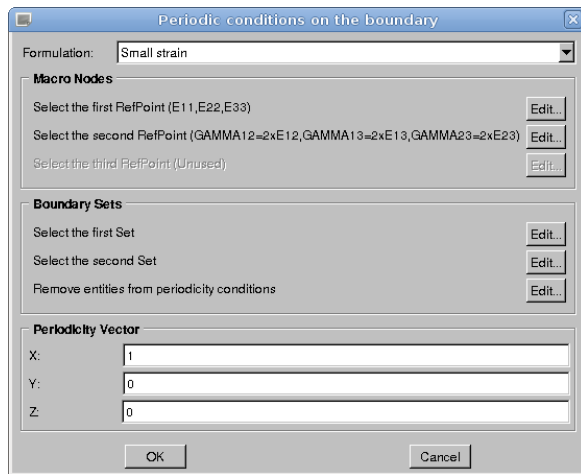 Periodic conditions on the boundary
Formulation: Small strain
Macro Nodes
Select the first RefPoint (E11,E22,E33) Edit...
Select the second RefPoint (GAMMA12=2xE12,GAMMA13=2xE13,GAMMA23=2xE23) Edit...
Select the third RefPoint (Unused) Edit...
Boundary Sets
Select the first Set Edit...
Select the second Set Edit...
Remove entities from periodicity conditions Edit...
Periodicity Vector
X: 1
Y: 0
Z: 0
OK Cancel